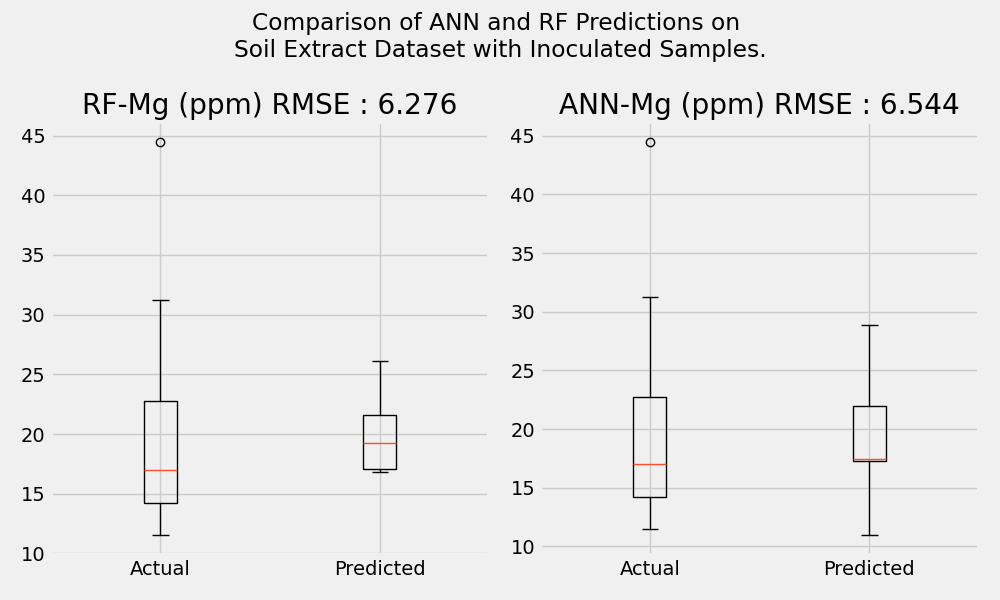 Comparison of ANN and RF Predictions on
Soil Extract Dataset with Inoculated Samples.
RF-Mg (ppm) RMSE : 6.276
45
40
35
30
25
20
15
10
Actual
Predicted
ANN-Mg (ppm) RMSE : 6.544
45
40
35
30
25
20
15
10
Actual
Predicted